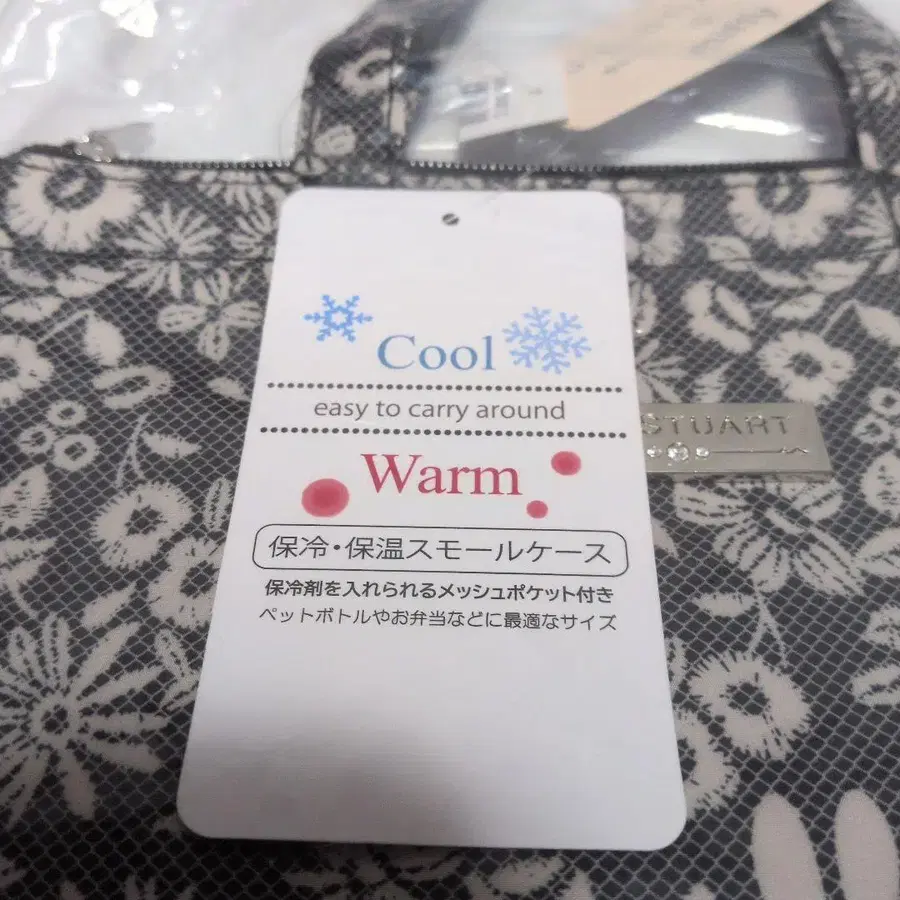 Cool
easy to carry around
STUART
Warm
保冷・保温スモールケース
保冷剤を入れられるメッシュポケット付き
ペットボトルやお弁当などに最適なサイズ